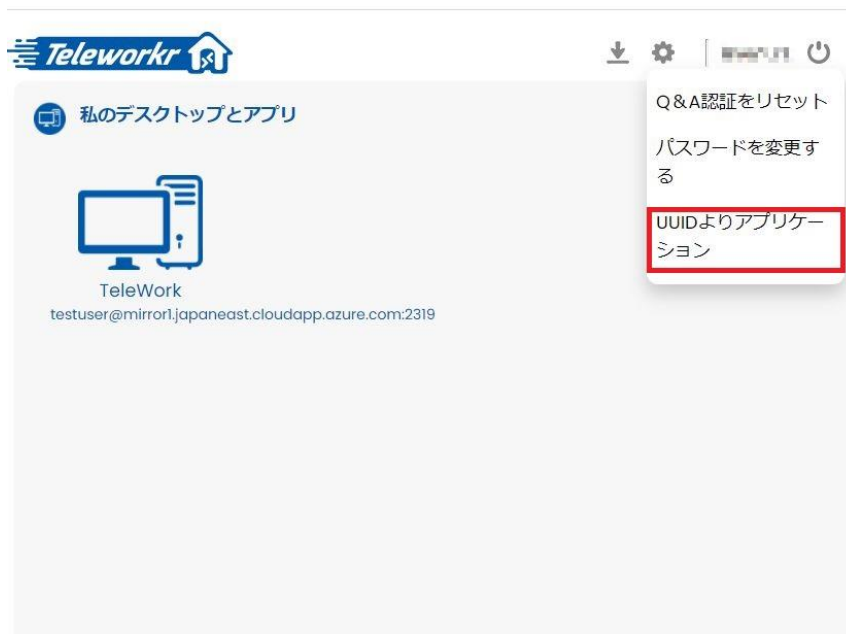 Teleworkr
私のデスクトップとアプリ
Q&A認証をリセット
パスワードを変更す
る
UUIDよりアプリケー
ション
TeleWork
testuser@mirror1.japaneast.cloudapp.azure.com:2319